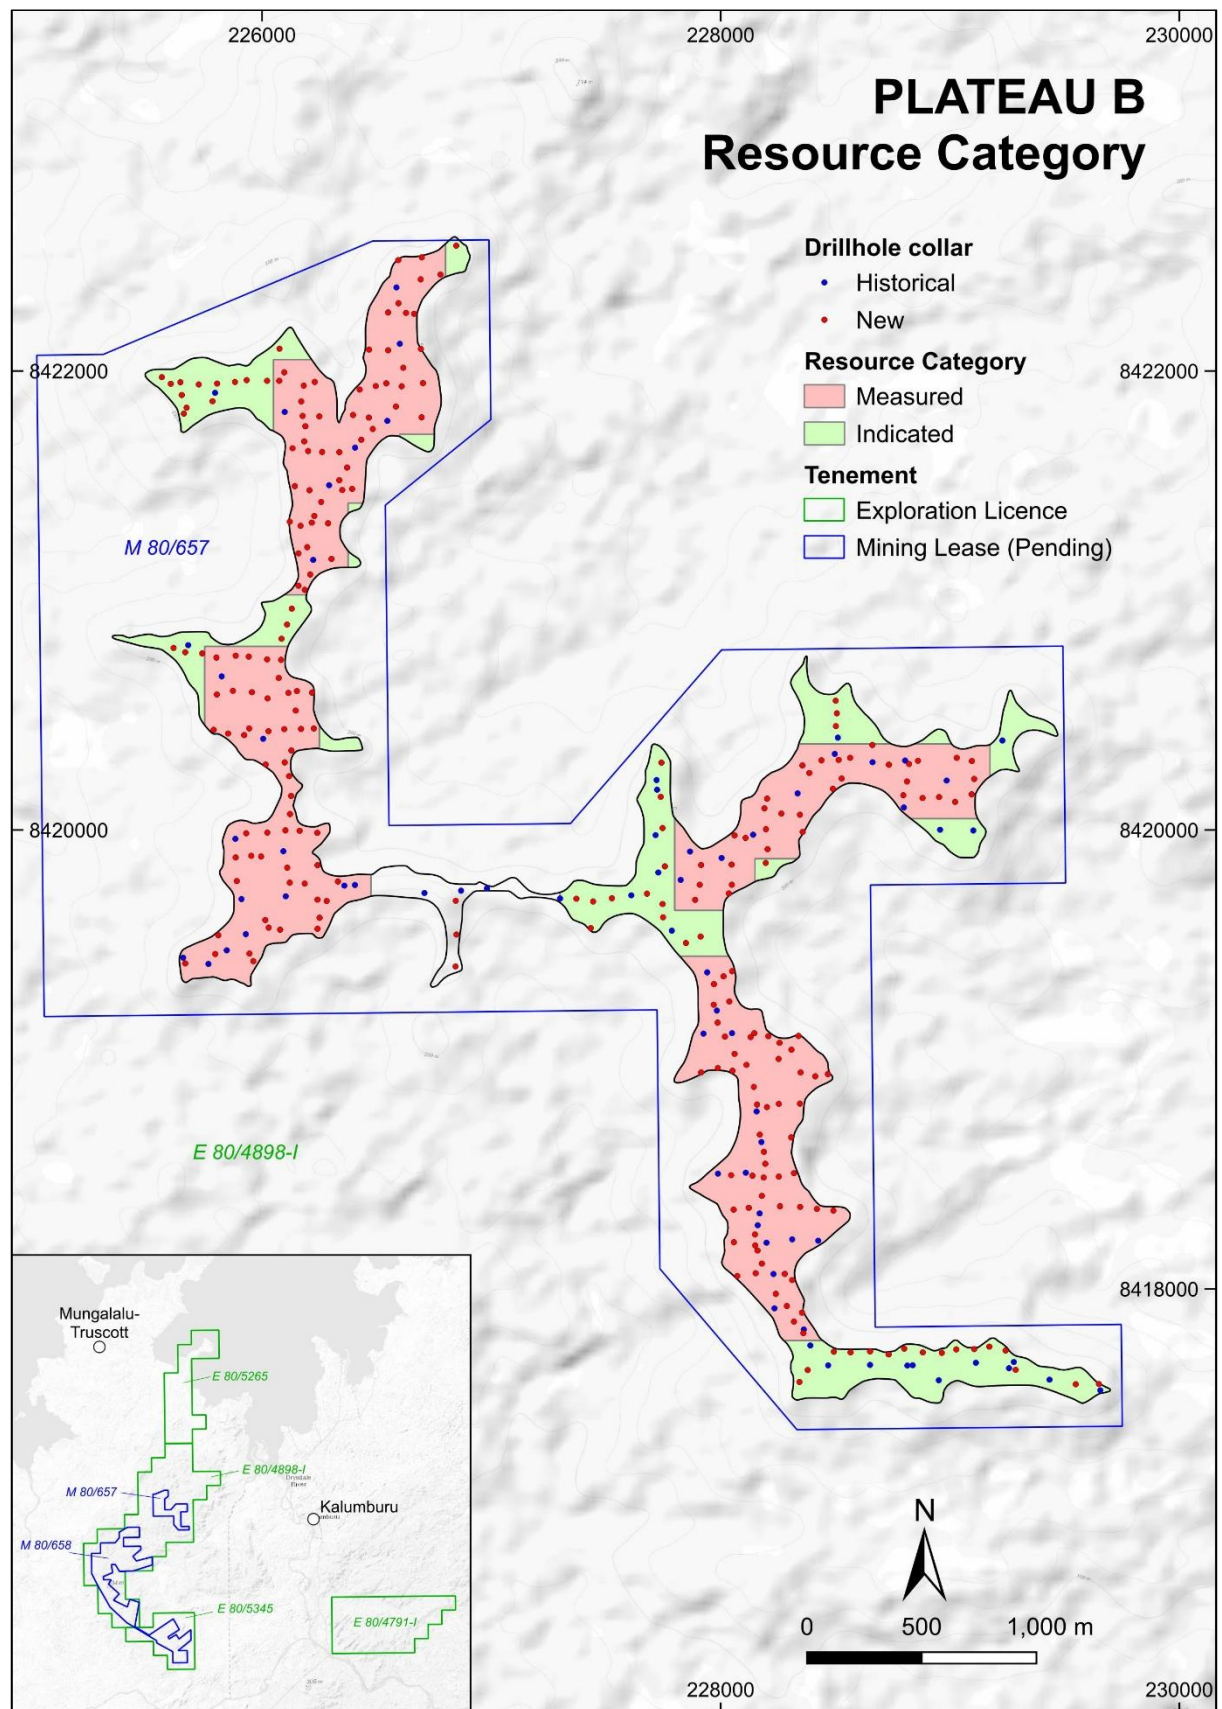 226000
228000
230000
PLATEAU B
Resource Category
Drillhole collar
Historical
New
Resource Category
Measured
Indicated
Tenement
Exploration Licence
Mining Lease (Pending)
8422000
8422000
M 80/657
8420000
8420000
E 80/4898-I
8418000
Mungalalu-
Truscott
E 80/5265
E 80/4898-I
Drysdale
River
M 80/657
Kalumburu
M 80/658
E 80/5345
E 80/4791-I
N
0 500 1,000 m
228000
230000